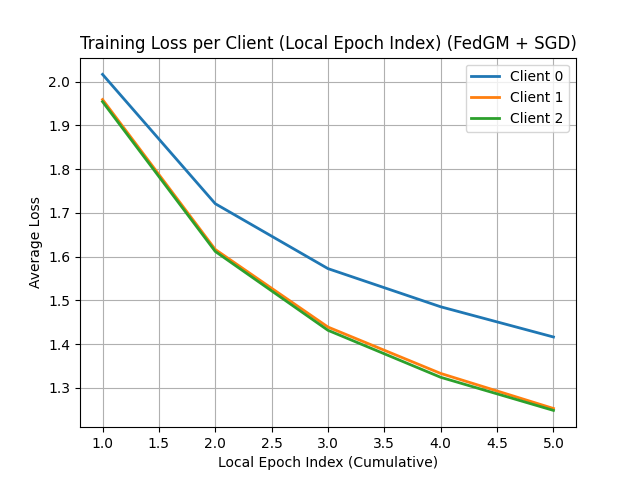 Training Loss per Client (Local Epoch Index) (FedGM + SGD)
Client 0
Client 1
Client 2
Average Loss
2.0
1.9
1.8
1.7
1.6
1.5
1.4
1.3
1.0 1.5 2.0 2.5 3.0 3.5 4.0 4.5 5.0
Local Epoch Index (Cumulative)